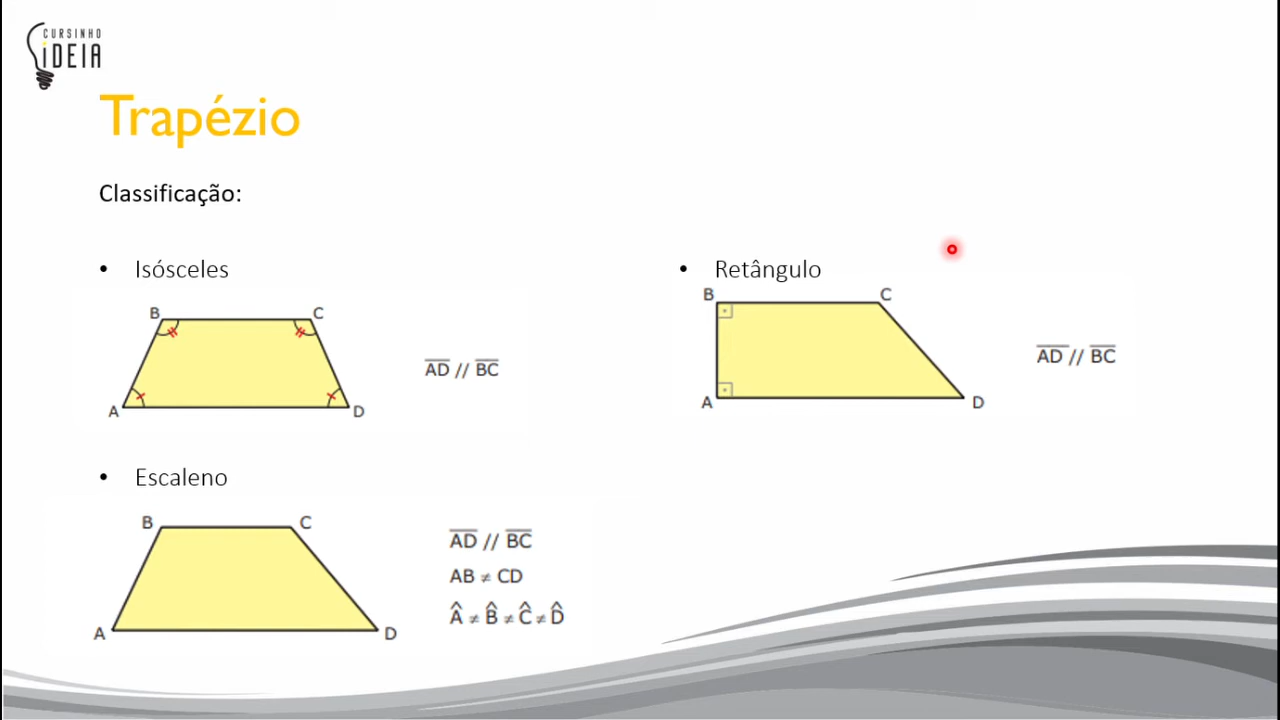 CURSINHO
iDEIA
Trapézio
Classificação:
• Isósceles
B C
A D
AD // BC
• Retângulo
B C
A D
AD // BC
• Escaleno
B C
A D
AD // BC
AB ≠ CD
Â ≠ B̂ ≠ Ĉ ≠ D̂